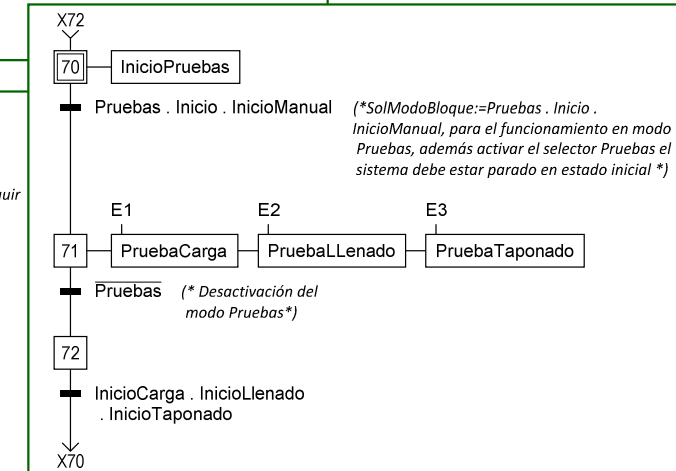 X72
70 InicioPruebas
Pruebas . Inicio . InicioManual
(*SolModoBloque:=Pruebas . Inicio .
InicioManual, para el funcionamiento en modo
Pruebas, además activar el selector Pruebas el
sistema debe estar parado en estado inicial *)
uir
E1 E2 E3
71 PruebaCarga PruebaLLenado PruebaTaponado
P̅r̅u̅e̅b̅a̅s̅ (* Desactivación del
modo Pruebas*)
72
InicioCarga . InicioLlenado
. InicioTaponado
X70